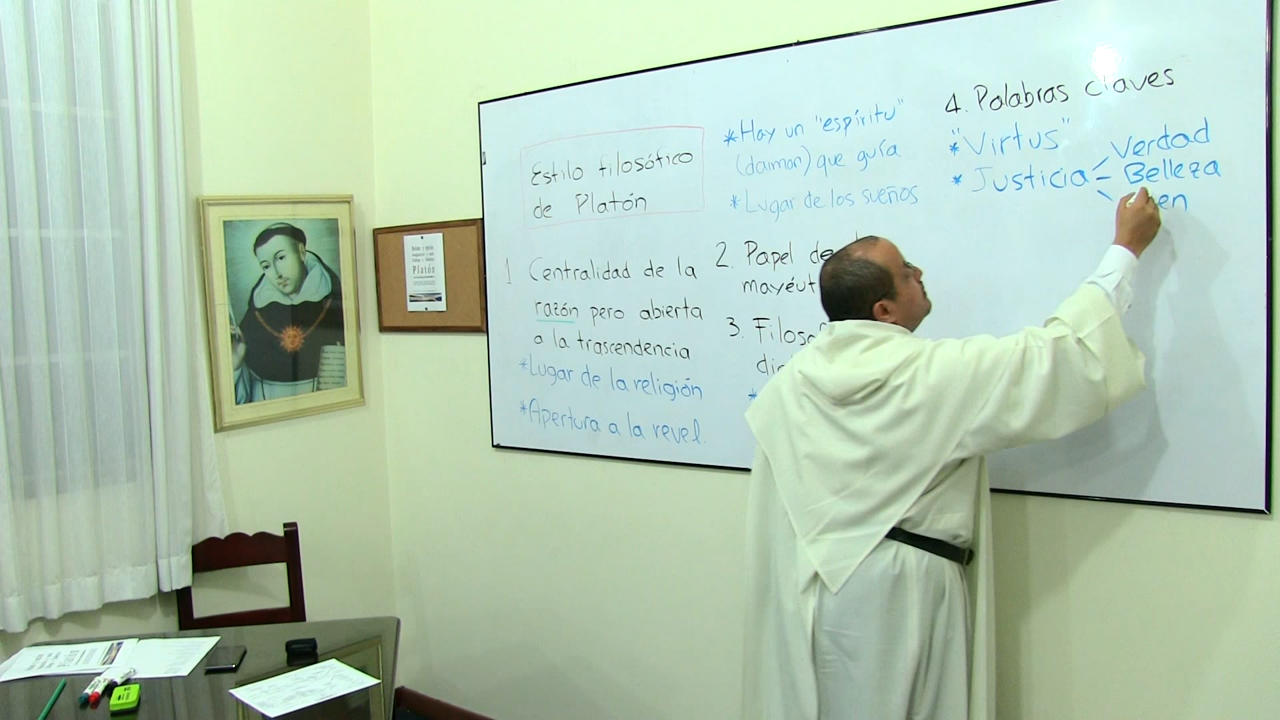 Estilo filosófico
de Platón
1 Centralidad de la
razón pero abierta
a la trascendencia
*Lugar de la religión
*Apertura a la revel.
*Hay un "espíritu"
(daimon) que guía
*Lugar de los sueños
2. Papel de
mayéut
3. Filoso
*
4. Palabras claves
*"Virtus"
* Justicia
Verdad
Belleza
Platón